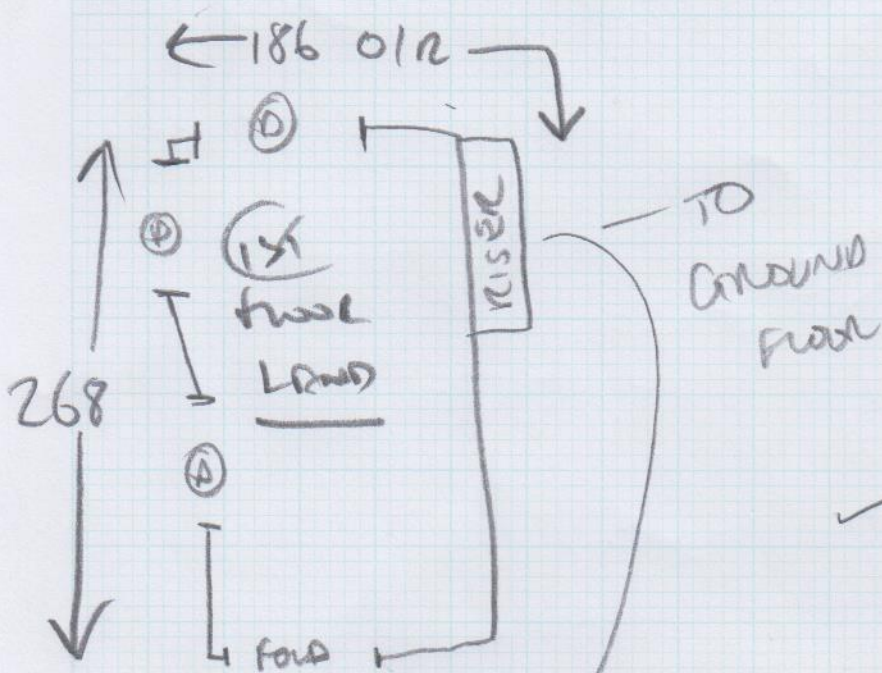 186 O/R
D
D
1ST
FLOOR
LAND
RISER
TO
GROUND
FLOOR
268
D
FOLD